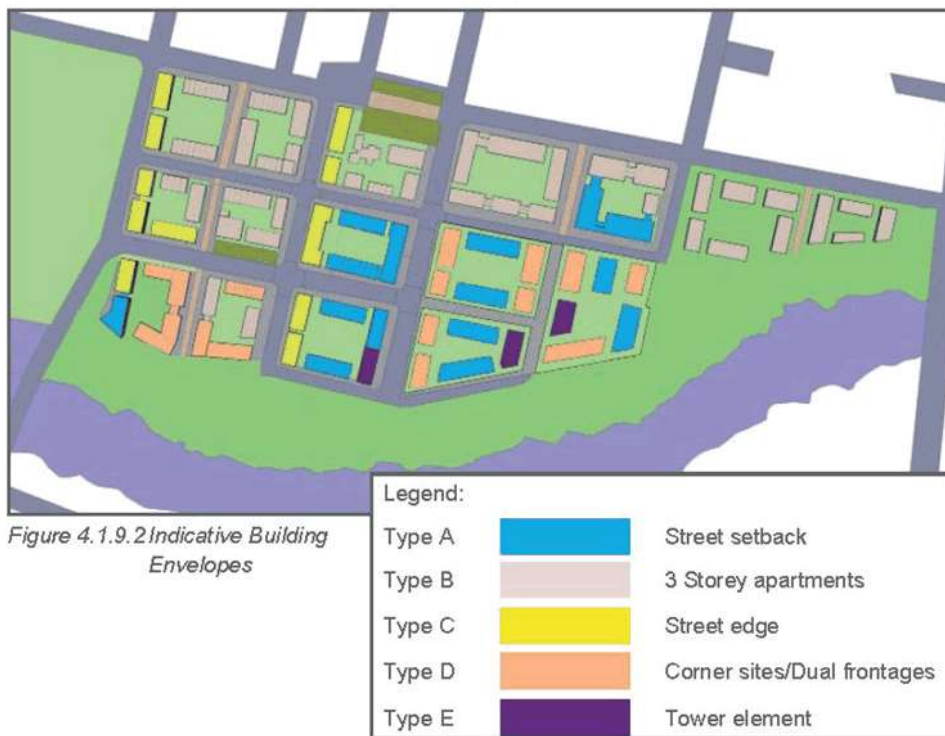 Figure 4.1.9.2 Indicative Building
Envelopes
Legend:
Type A Street setback
Type B 3 Storey apartments
Type C Street edge
Type D Corner sites/Dual frontages
Type E Tower element